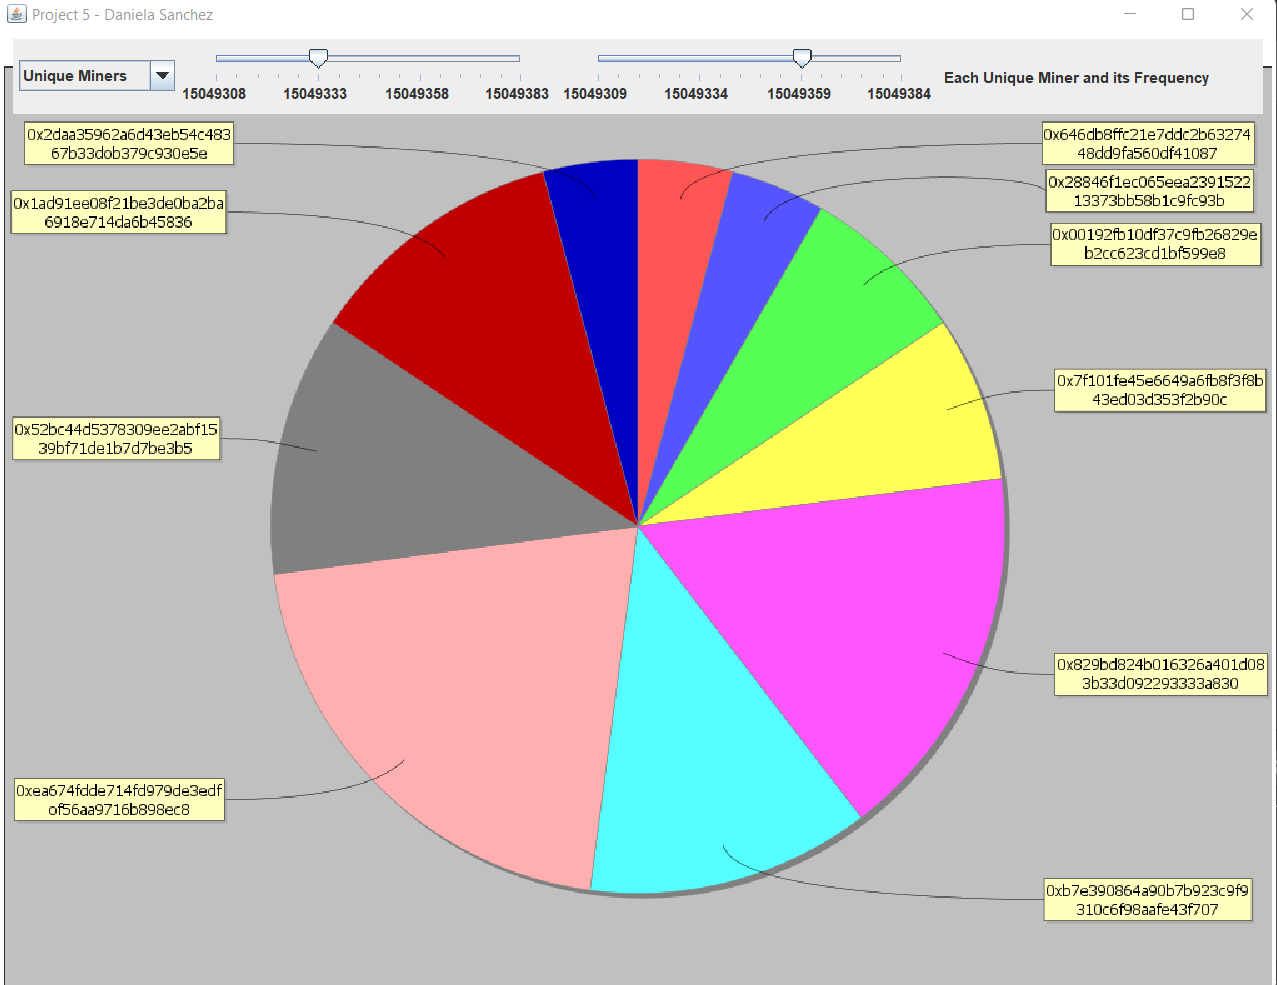 Project 5 - Daniela Sanchez
Unique Miners
15049308 15049333 15049358 15049383
15049309 15049334 15049359 15049384
Each Unique Miner and its Frequency
0x2daa35962a6d43eb54c483
67b33dob379c930e5e
0x646db8ffc21e7ddc2b63274
48dd9fa560df41087
0x1ad91ee08f21be3de0ba2ba
6918e714da6b45836
0x28846f1ec065eea2391522
13373bb58b1c9fc93b
0x00192fb10df37c9fb26829e
b2cc623cd1bf599e8
0x7f101fe45e6649a6fb8f3f8b
43ed03d353f2b90c
0x52bc44d5378309ee2abf15
39bf71de1b7d7be3b5
0x829bd824b016326a401d08
3b33d092293333a830
0xea674fdde714fd979de3edf
of56aa9716b898ec8
0xb7e390864a90b7b923c9f9
310c6f98aafe43f707